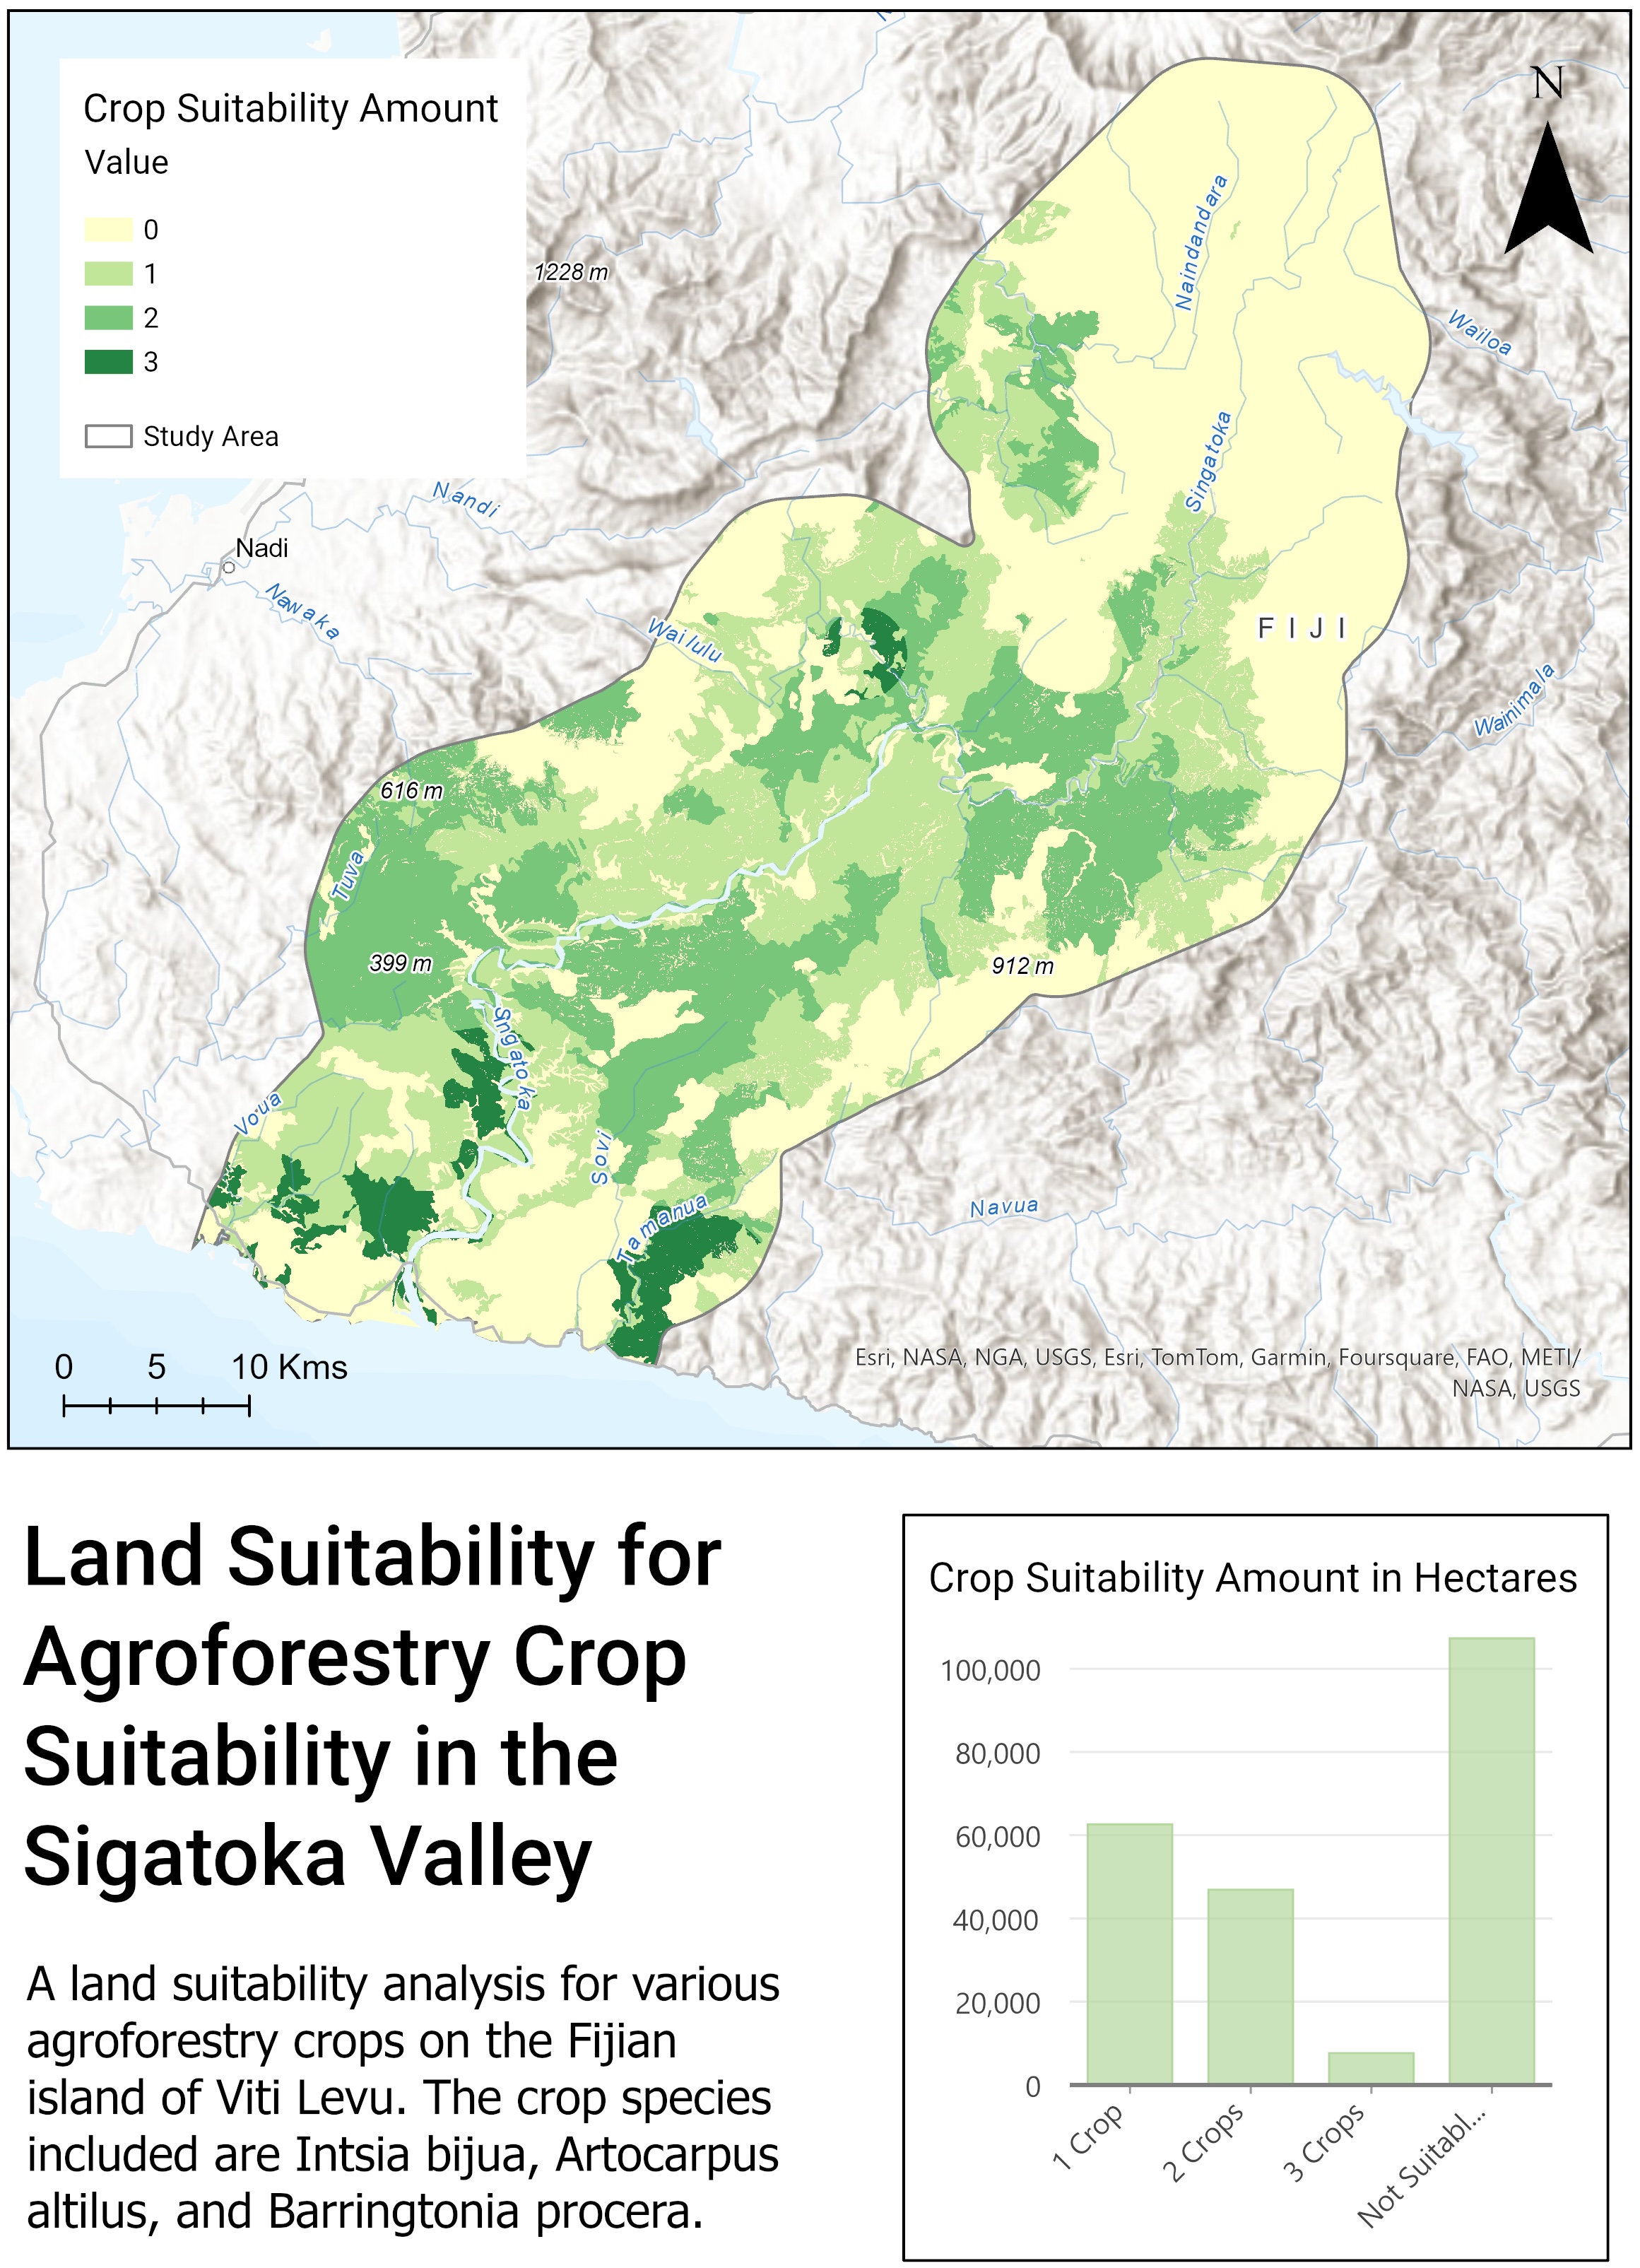 Crop Suitability Amount
Value
0
1
2
3
Study Area
N
1228 m
Naindandara
Wailoa
Singatoka
Nandi
Nadi
Nawaka
Wailulu
FIJI
Wainimala
616 m
Tuva
399 m
912 m
Singatoka
Voua
Sovi
Tamanua
Navua
0 5 10 Kms
Esri, NASA, NGA, USGS, Esri, TomTom, Garmin, Foursquare, FAO, METI/
NASA, USGS
Land Suitability for
Agroforestry Crop
Suitability in the
Sigatoka Valley
A land suitability analysis for various
agroforestry crops on the Fijian
island of Viti Levu. The crop species
included are Intsia bijua, Artocarpus
altilus, and Barringtonia procera.
Crop Suitability Amount in Hectares
100,000
80,000
60,000
40,000
20,000
0
1 Crop
2 Crops
3 Crops
Not Suitabl...